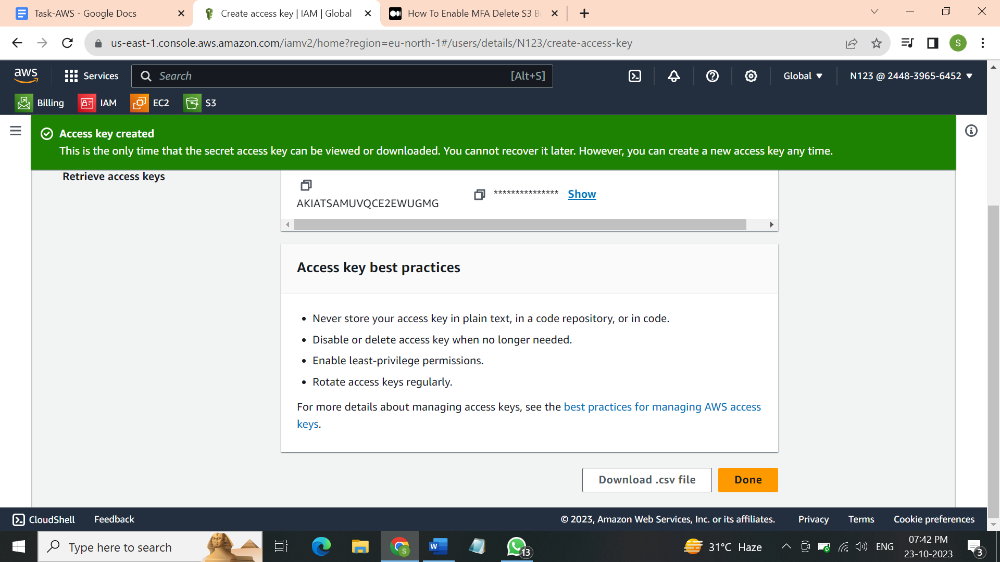 Task-AWS - Google Docs
Create access key | IAM | Global
How To Enable MFA Delete S3 B
us-east-1.console.aws.amazon.com/iamv2/home?region=eu-north-1#/users/details/N123/create-access-key
S
aws
Services
Search
[Alt+S]
Global
N123 @ 2448-3965-6452
Billing
IAM
EC2
S3
Access key created
This is the only time that the secret access key can be viewed or downloaded. You cannot recover it later. However, you can create a new access key any time.
Retrieve access keys
AKIATSAMUVQCE2EWUGMG
***************
Show
Access key best practices
• Never store your access key in plain text, in a code repository, or in code.
• Disable or delete access key when no longer needed.
• Enable least-privilege permissions.
• Rotate access keys regularly.
For more details about managing access keys, see the best practices for managing AWS access
keys.
Download .csv file
Done
CloudShell
Feedback
© 2023, Amazon Web Services, Inc. or its affiliates.
Privacy
Terms
Cookie preferences
Type here to search
S
W
13
31°C Haze
ENG
07:42 PM
23-10-2023
3